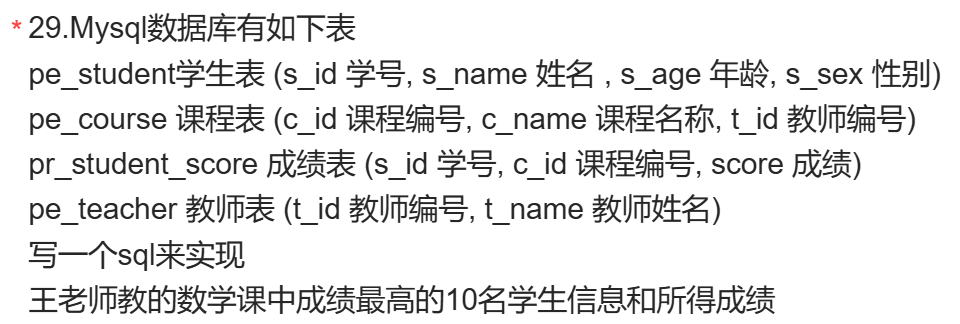 * 29.Mysql数据库有如下表
pe_student学生表 (s_id 学号, s_name 姓名 , s_age 年龄, s_sex 性别)
pe_course 课程表 (c_id 课程编号, c_name 课程名称, t_id 教师编号)
pr_student_score 成绩表 (s_id 学号, c_id 课程编号, score 成绩)
pe_teacher 教师表 (t_id 教师编号, t_name 教师姓名)
写一个sql来实现
王老师教的数学课中成绩最高的10名学生信息和所得成绩